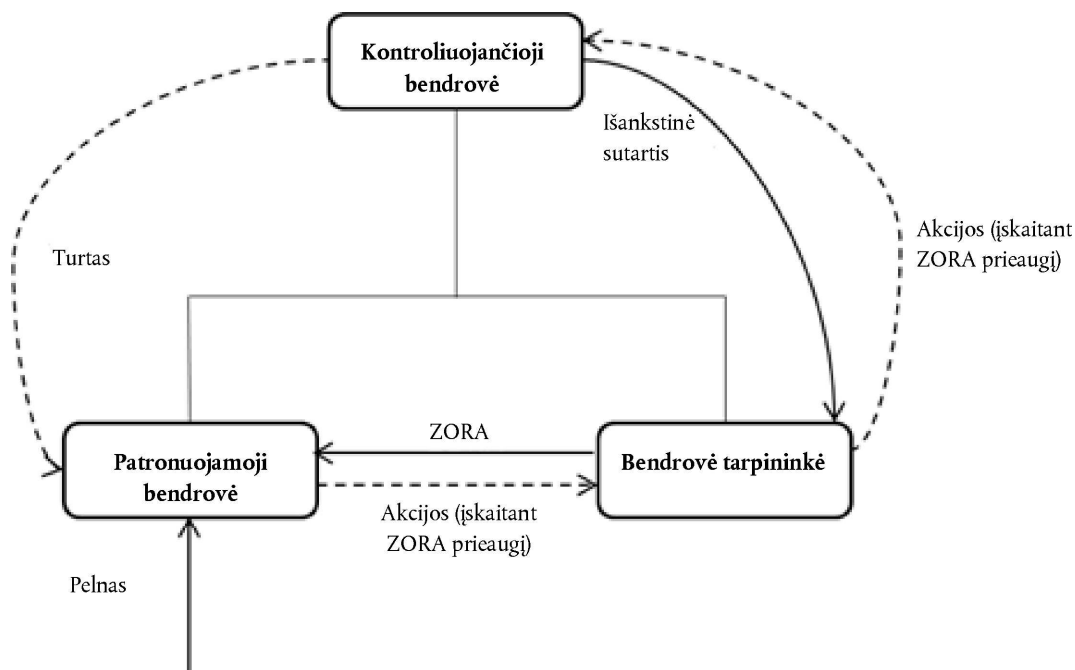 Kontroliuojančioji
bendrovė
Išankstinė
sutartis
Akcijos (įskaitant
ZORA prieaugį)
Turtas
ZORA
Patronuojamoji
bendrovė
Bendrovė tarpininkė
Akcijos (įskaitant
ZORA prieaugį)
Pelnas